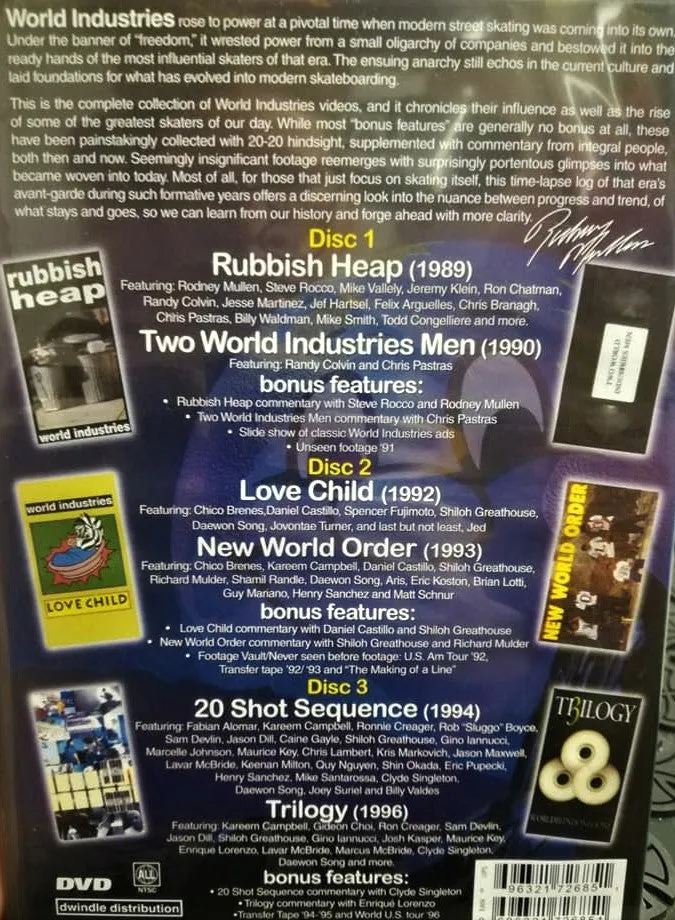 World Industries rose to power at a pivotal time when modern street skating was coming into its own.
Under the banner of "freedom," it wrested power from a small oligarchy of companies and bestowed it into the
ready hands of the most influential skaters of that era. The ensuing anarchy still echos in the current culture and
laid foundations for what has evolved into modern skateboarding.
This is the complete collection of World Industries videos, and it chronicles their influence as well as the rise
of some of the greatest skaters of our day. While most "bonus features" are generally no bonus at all, these
have been painstakingly collected with 20-20 hindsight, supplemented with commentary from integral people,
both then and now. Seemingly insignificant footage reemerges with surprisingly portentous glimpses into what
became woven into today. Most of all, for those that just focus on skating itself, this time-lapse log of that era's
avant-garde during such formative years offers a discerning look into the nuance between progress and trend, of
what stays and goes, so we can learn from our history and forge ahead with more clarity.
Rodney Mullen
Disc 1
Rubbish Heap (1989)
Featuring: Rodney Mullen, Steve Rocco, Mike Vallely, Jeremy Klein, Ron Chatman,
Randy Colvin, Jesse Martinez, Jef Hartsel, Felix Arguelles, Chris Branagh,
Chris Pastras, Billy Waldman, Mike Smith, Todd Congelliere and more.
rubbish
heap
world industries
Two World Industries Men (1990)
Featuring: Randy Colvin and Chris Pastras
bonus features:
• Rubbish Heap commentary with Steve Rocco and Rodney Mullen
• Two World Industries Men commentary with Chris Pastras
• Slide show of classic World Industries ads
• Unseen footage '91
TWO WORLD
INDUSTRIES MEN
Disc 2
Love Child (1992)
Featuring: Chico Brenes,Daniel Castillo, Spencer Fujimoto, Shiloh Greathouse,
Daewon Song, Jovontae Turner, and last but not least, Jed
world industries
LOVE CHILD
New World Order (1993)
Featuring: Chico Brenes, Kareem Campbell, Daniel Castillo, Shiloh Greathouse,
Richard Mulder, Shamil Randle, Daewon Song, Aris, Eric Koston, Brian Lotti,
Guy Mariano, Henry Sanchez and Matt Schnur
NEW WORLD ORDER
bonus features:
• Love Child commentary with Daniel Castillo and Shiloh Greathouse
• New World Order commentary with Shiloh Greathouse and Richard Mulder
• Footage Vault/Never seen before footage: U.S. Am Tour '92,
Transfer tape '92/ '93 and "The Making of a Line"
Disc 3
20 Shot Sequence (1994)
Featuring: Fabian Alomar, Kareem Campbell, Ronnie Creager, Rob "Sluggo" Boyce,
Sam Devlin, Jason Dill, Caine Gayle, Shiloh Greathouse, Gino Iannucci,
Marcelle Johnson, Maurice Key, Chris Lambert, Kris Markovich, Jason Maxwell,
Lavar McBride, Keenan Milton, Quy Nguyen, Shin Okada, Eric Pupecki,
Henry Sanchez, Mike Santarossa, Clyde Singleton,
Daewon Song, Joey Suriel and Billy Valdes
TR3ILOGY
Trilogy (1996)
Featuring: Kareem Campbell, Gideon Choi, Ron Creager, Sam Devlin,
Jason Dill, Shiloh Greathouse, Gino Iannucci, Josh Kasper, Maurice Key,
Enrique Lorenzo, Lavar McBride, Marcus McBride, Clyde Singleton,
Daewon Song and more.
bonus features:
• 20 Shot Sequence commentary with Clyde Singleton
• Trilogy commentary with Enriqué Lorenzo
•Transfer Tape '94-'95 and World U.S. tour '96
DVD
ALL
NTSC
dwindle distribution
96321 72685